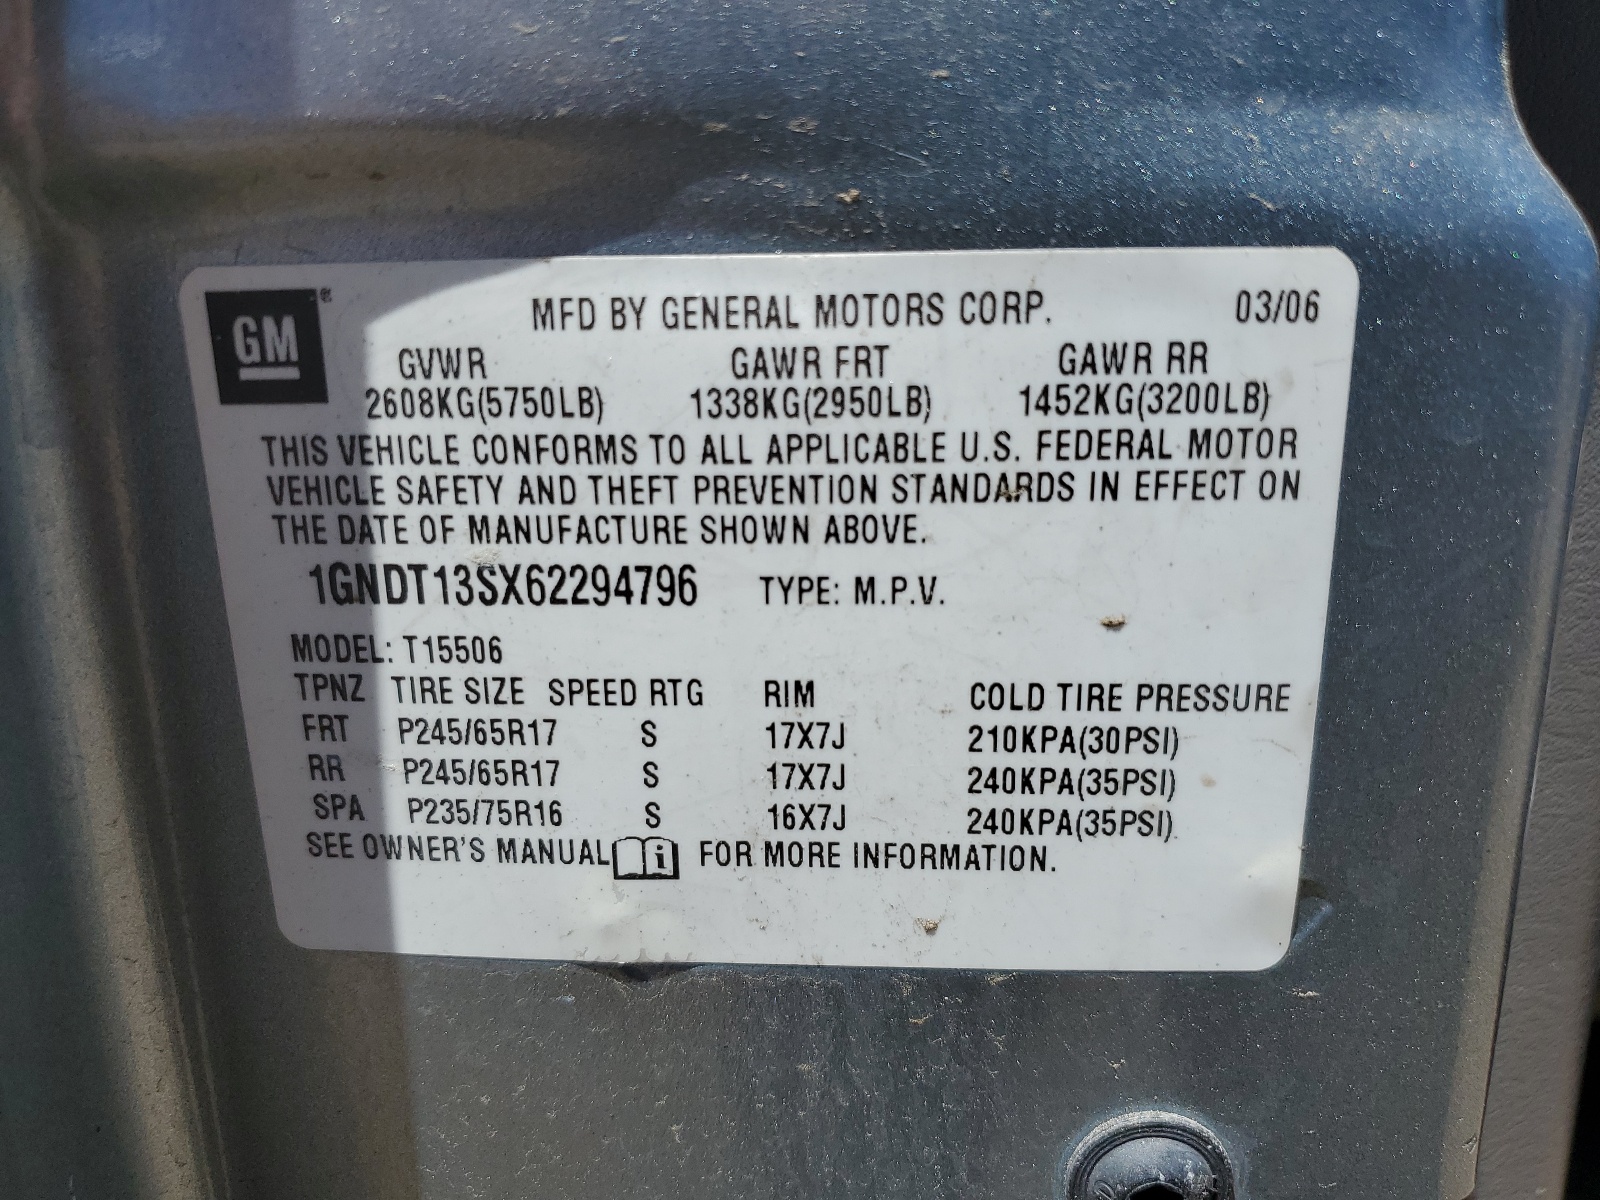 GM®
MFD BY GENERAL MOTORS CORP. 03/06
GVWR GAWR FRT GAWR RR
2608KG(5750LB) 1338KG(2950LB) 1452KG(3200LB)
THIS VEHICLE CONFORMS TO ALL APPLICABLE U.S. FEDERAL MOTOR
VEHICLE SAFETY AND THEFT PREVENTION STANDARDS IN EFFECT ON
THE DATE OF MANUFACTURE SHOWN ABOVE.
1GNDT13SX62294796 TYPE: M.P.V.
MODEL: T15506
TPNZ TIRE SIZE SPEED RTG RIM COLD TIRE PRESSURE
FRT P245/65R17 S 17X7J 210KPA(30PSI)
RR P245/65R17 S 17X7J 240KPA(35PSI)
SPA P235/75R16 S 16X7J 240KPA(35PSI)
SEE OWNER'S MANUAL i FOR MORE INFORMATION.